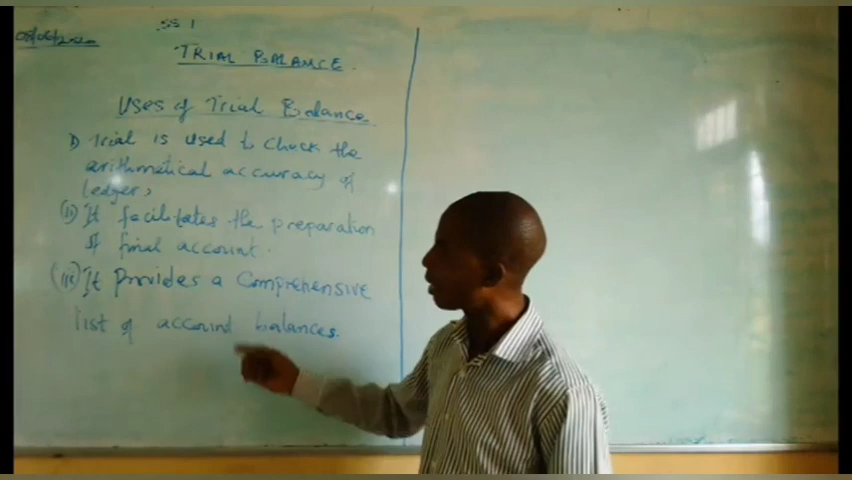 SS 1
TRIAL BALANCE
Uses of Trial Balance
i) Trial is used to check the
arithmetical accuracy of
ledger,
(ii) It facilitates the preparation
of final account.
(iii) It provides a Comprehensive
list of account balances.